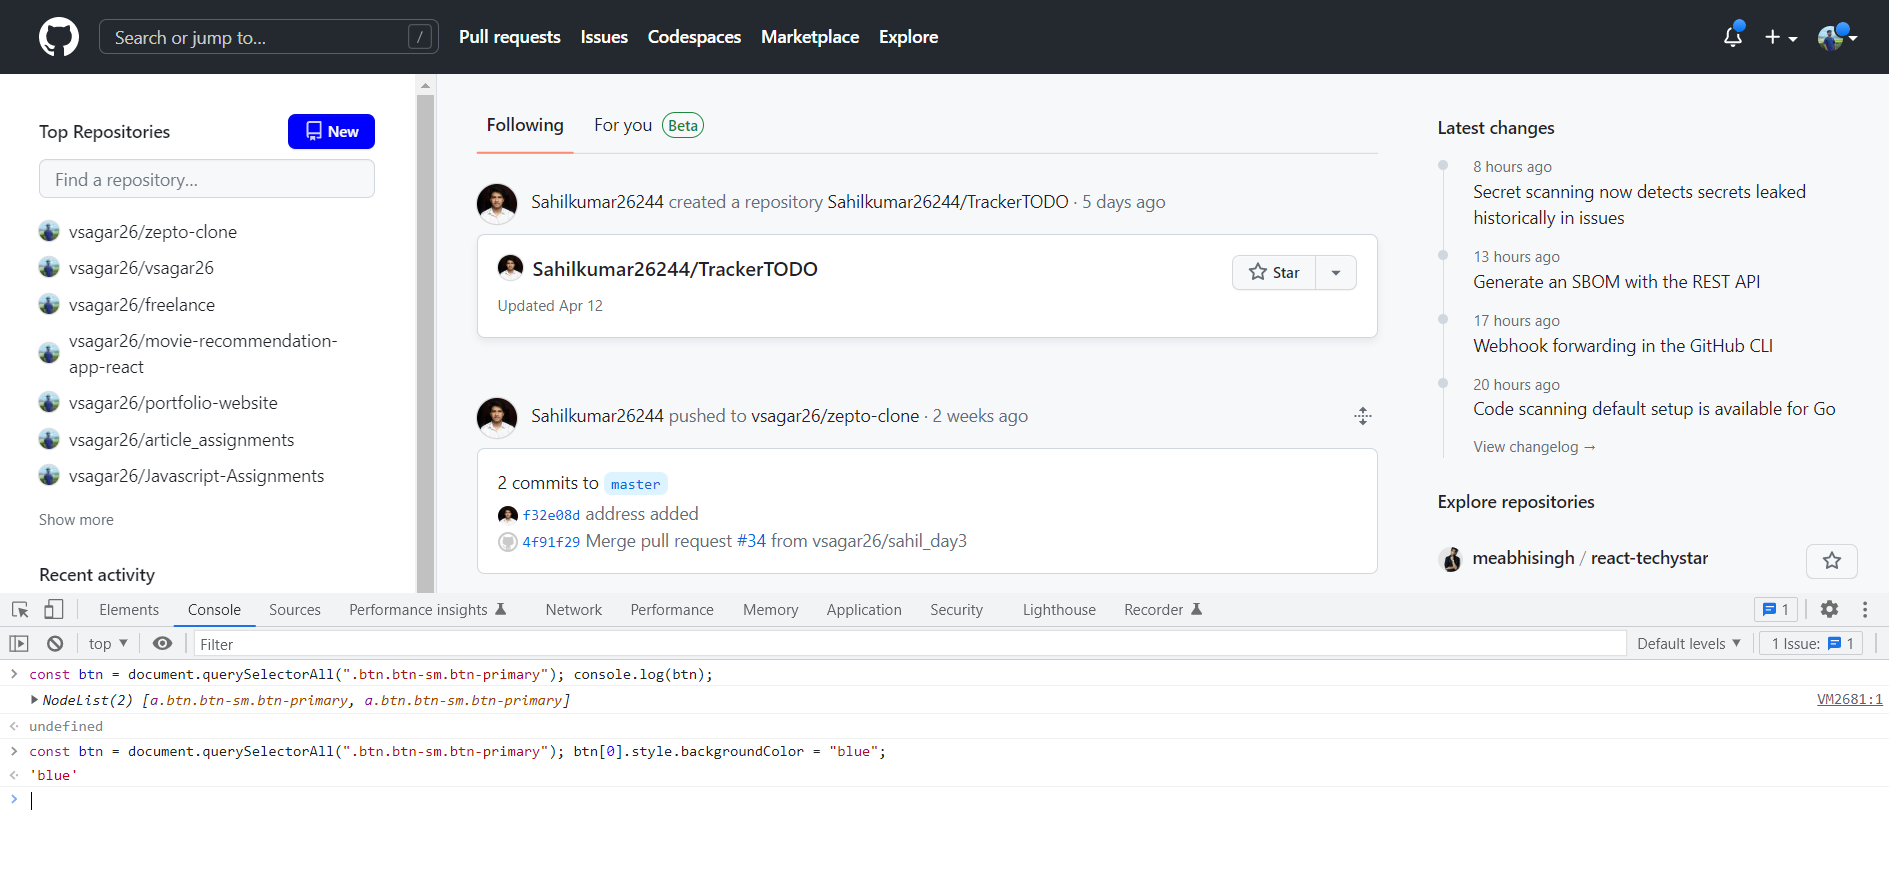 Search or jump to... /
Pull requests Issues Codespaces Marketplace Explore
Top Repositories
New
Find a repository...
vsagar26/zepto-clone
vsagar26/vsagar26
vsagar26/freelance
vsagar26/movie-recommendation-
app-react
vsagar26/portfolio-website
vsagar26/article_assignments
vsagar26/Javascript-Assignments
Show more
Recent activity
Following For you Beta
Sahilkumar26244 created a repository Sahilkumar26244/TrackerTODO · 5 days ago
Sahilkumar26244/TrackerTODO
Star
Updated Apr 12
Sahilkumar26244 pushed to vsagar26/zepto-clone · 2 weeks ago
2 commits to master
f32e08d address added
4f91f29 Merge pull request #34 from vsagar26/sahil_day3
Latest changes
8 hours ago
Secret scanning now detects secrets leaked
historically in issues
13 hours ago
Generate an SBOM with the REST API
17 hours ago
Webhook forwarding in the GitHub CLI
20 hours ago
Code scanning default setup is available for Go
View changelog →
Explore repositories
meabhisingh / react-techystar
Elements Console Sources Performance insights Network Performance Memory Application Security Lighthouse Recorder 1
top Filter Default levels 1 Issue: 1
const btn = document.querySelectorAll(".btn.btn-sm.btn-primary"); console.log(btn);
NodeList(2) [a.btn.btn-sm.btn-primary, a.btn.btn-sm.btn-primary] VM2681:1
undefined
const btn = document.querySelectorAll(".btn.btn-sm.btn-primary"); btn[0].style.backgroundColor = "blue";
'blue'